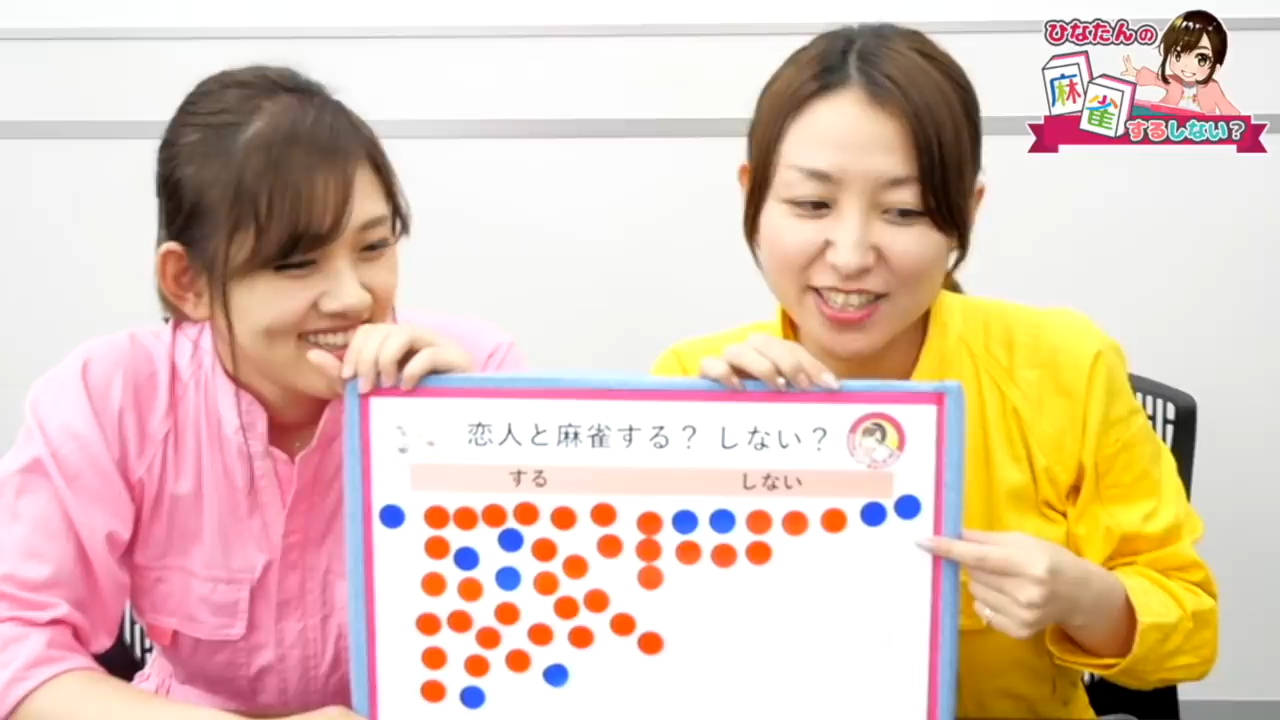 ひなたんの
麻雀
するしない？
恋人と麻雀する？ しない？
する
しない